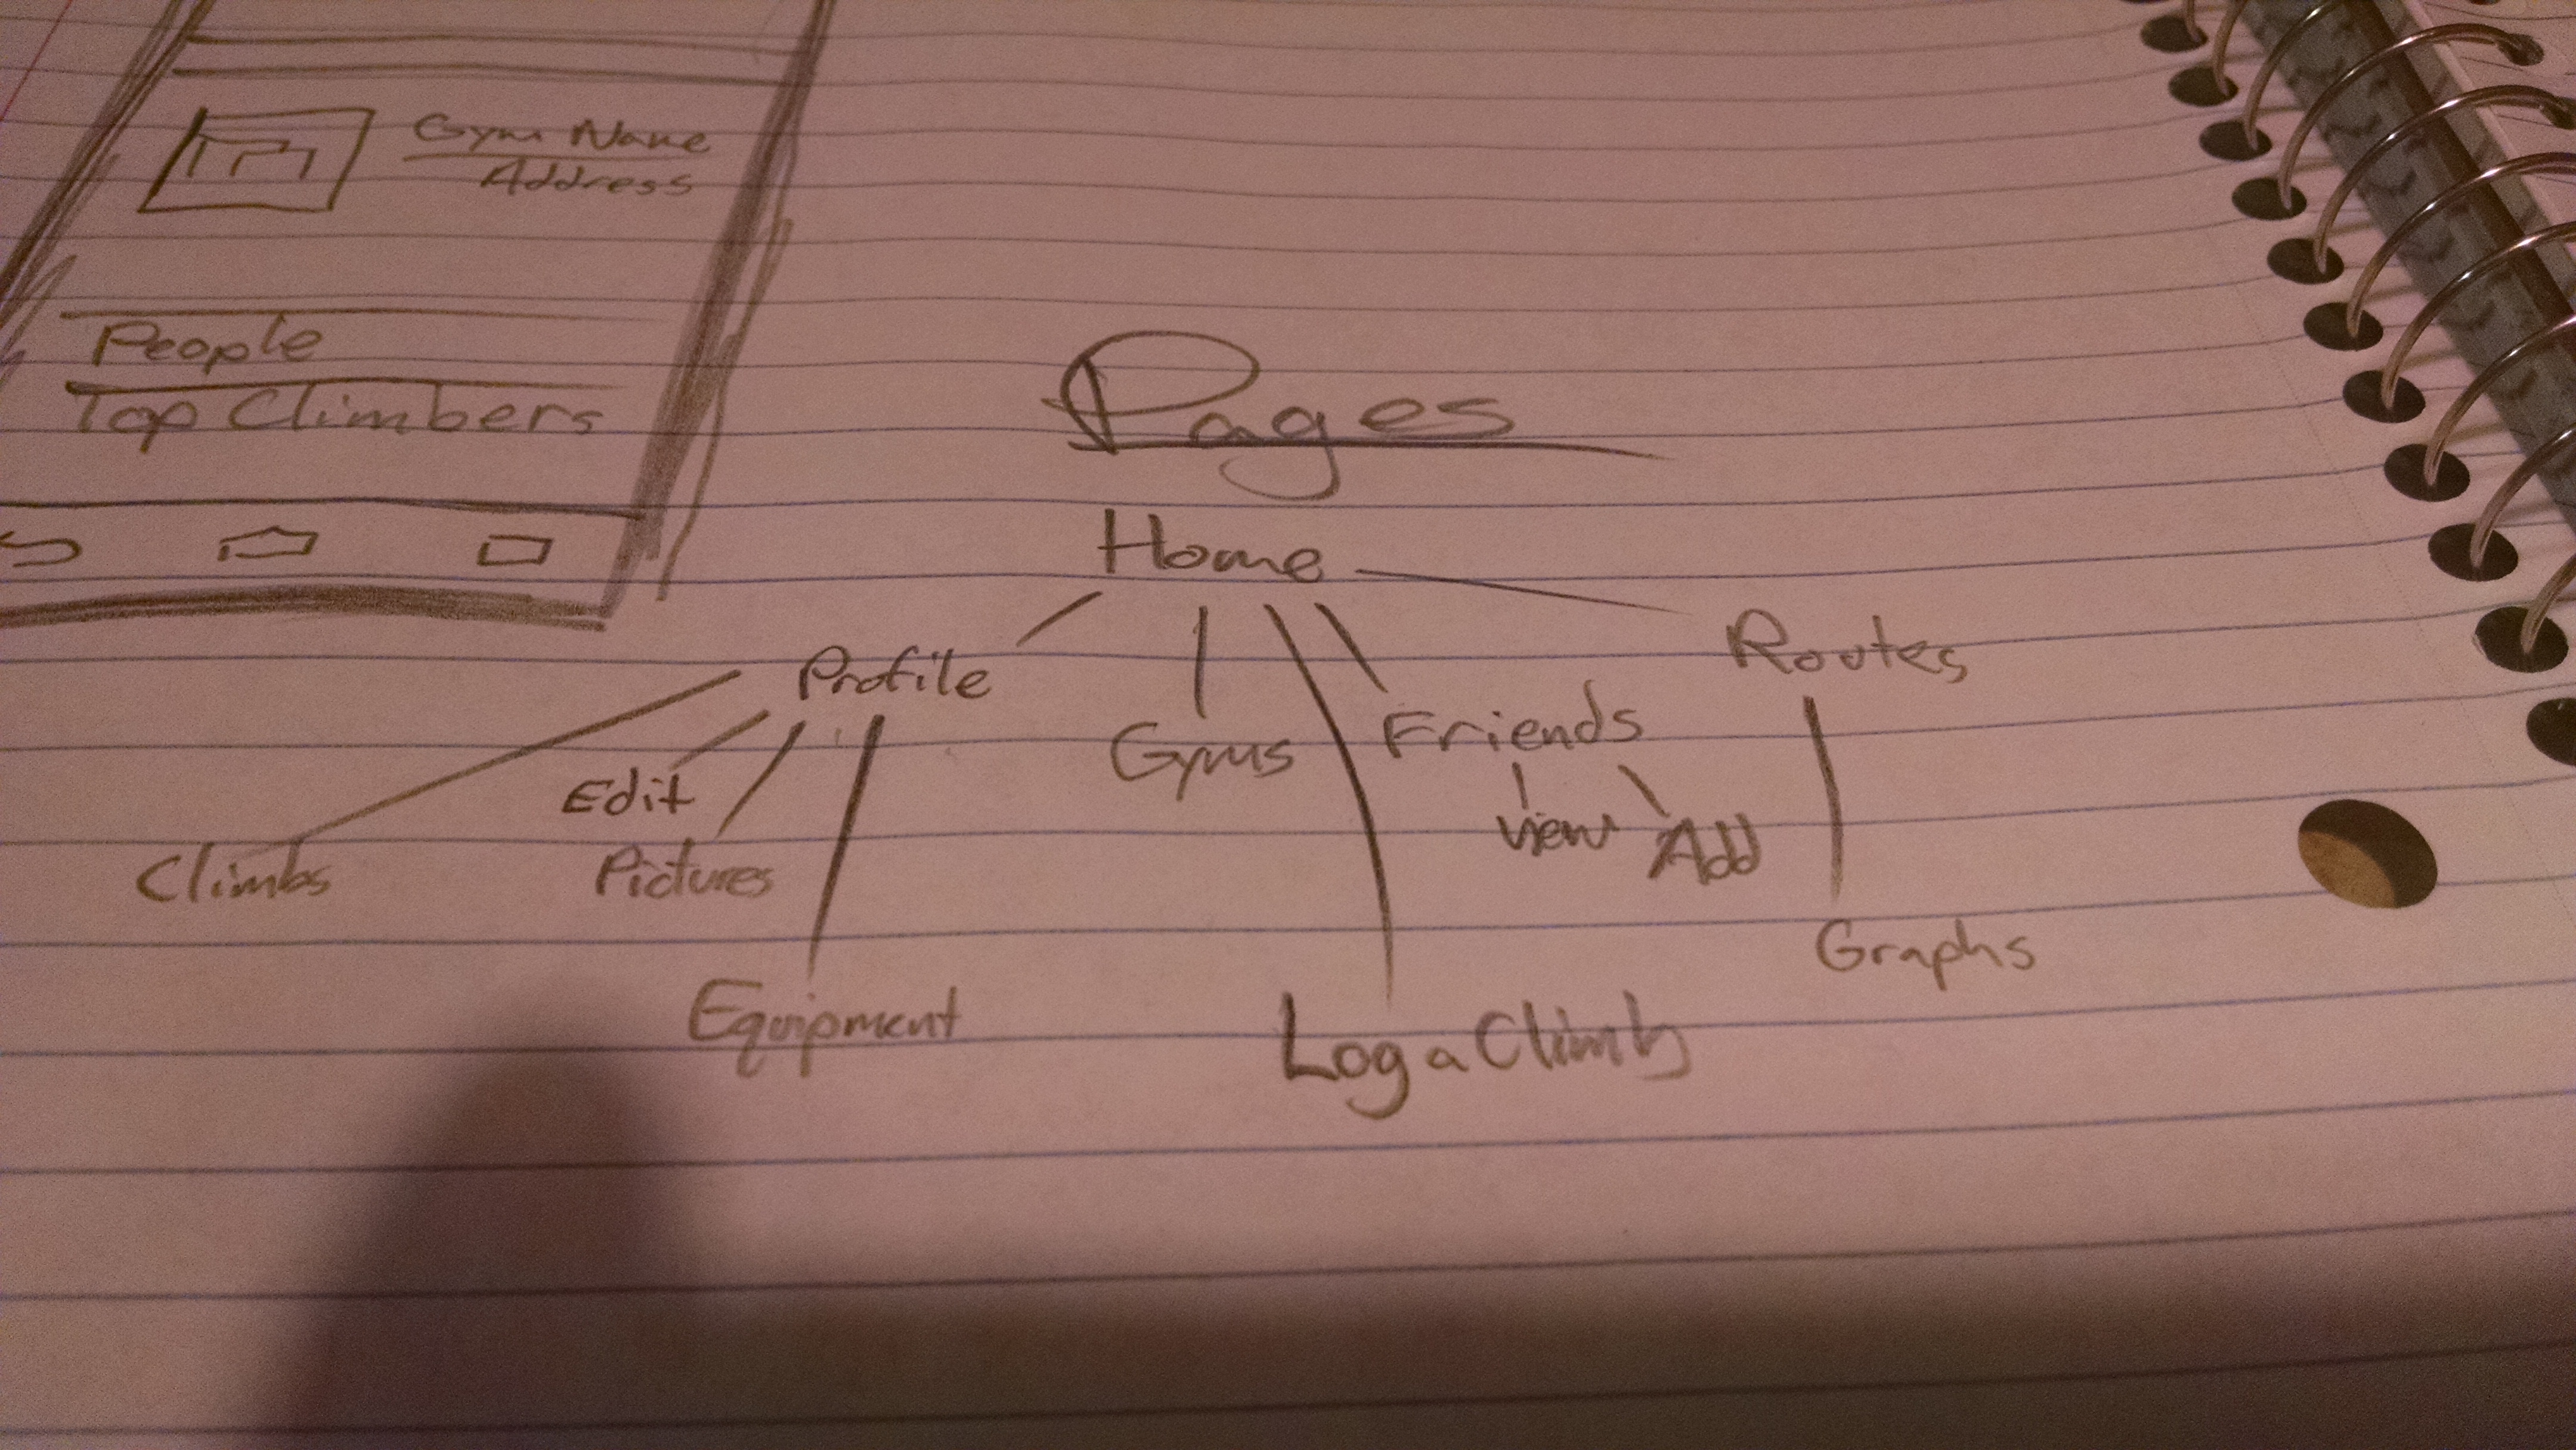 Gym Name
Address
People
Top Climbers
Pages
Home
Profile
Routes
Gyms
Friends
Edit
View
Add
Climbs
Pictures
Graphs
Equipment
Log a Climb